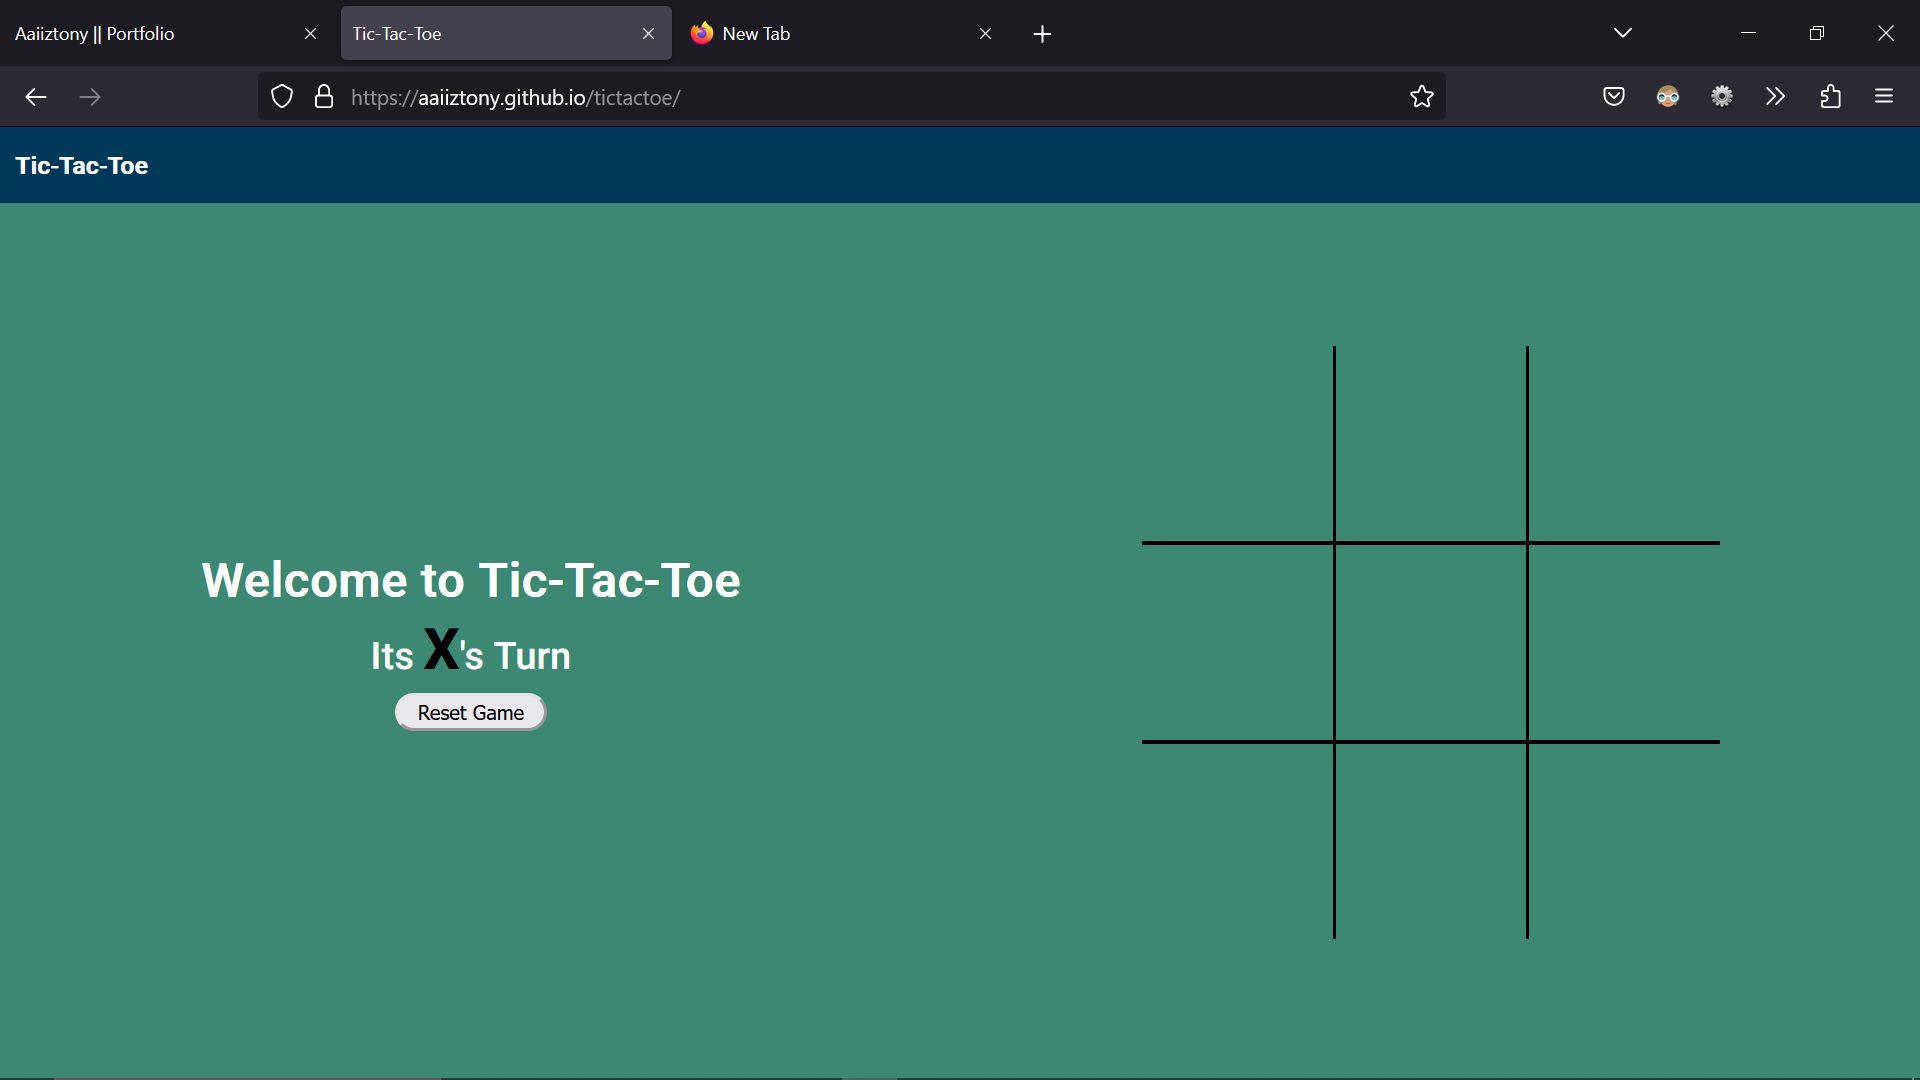 Aaiiztony || Portfolio
Tic-Tac-Toe
New Tab
https://aaiiztony.github.io/tictactoe/
Tic-Tac-Toe
Welcome to Tic-Tac-Toe
Its X's Turn
Reset Game